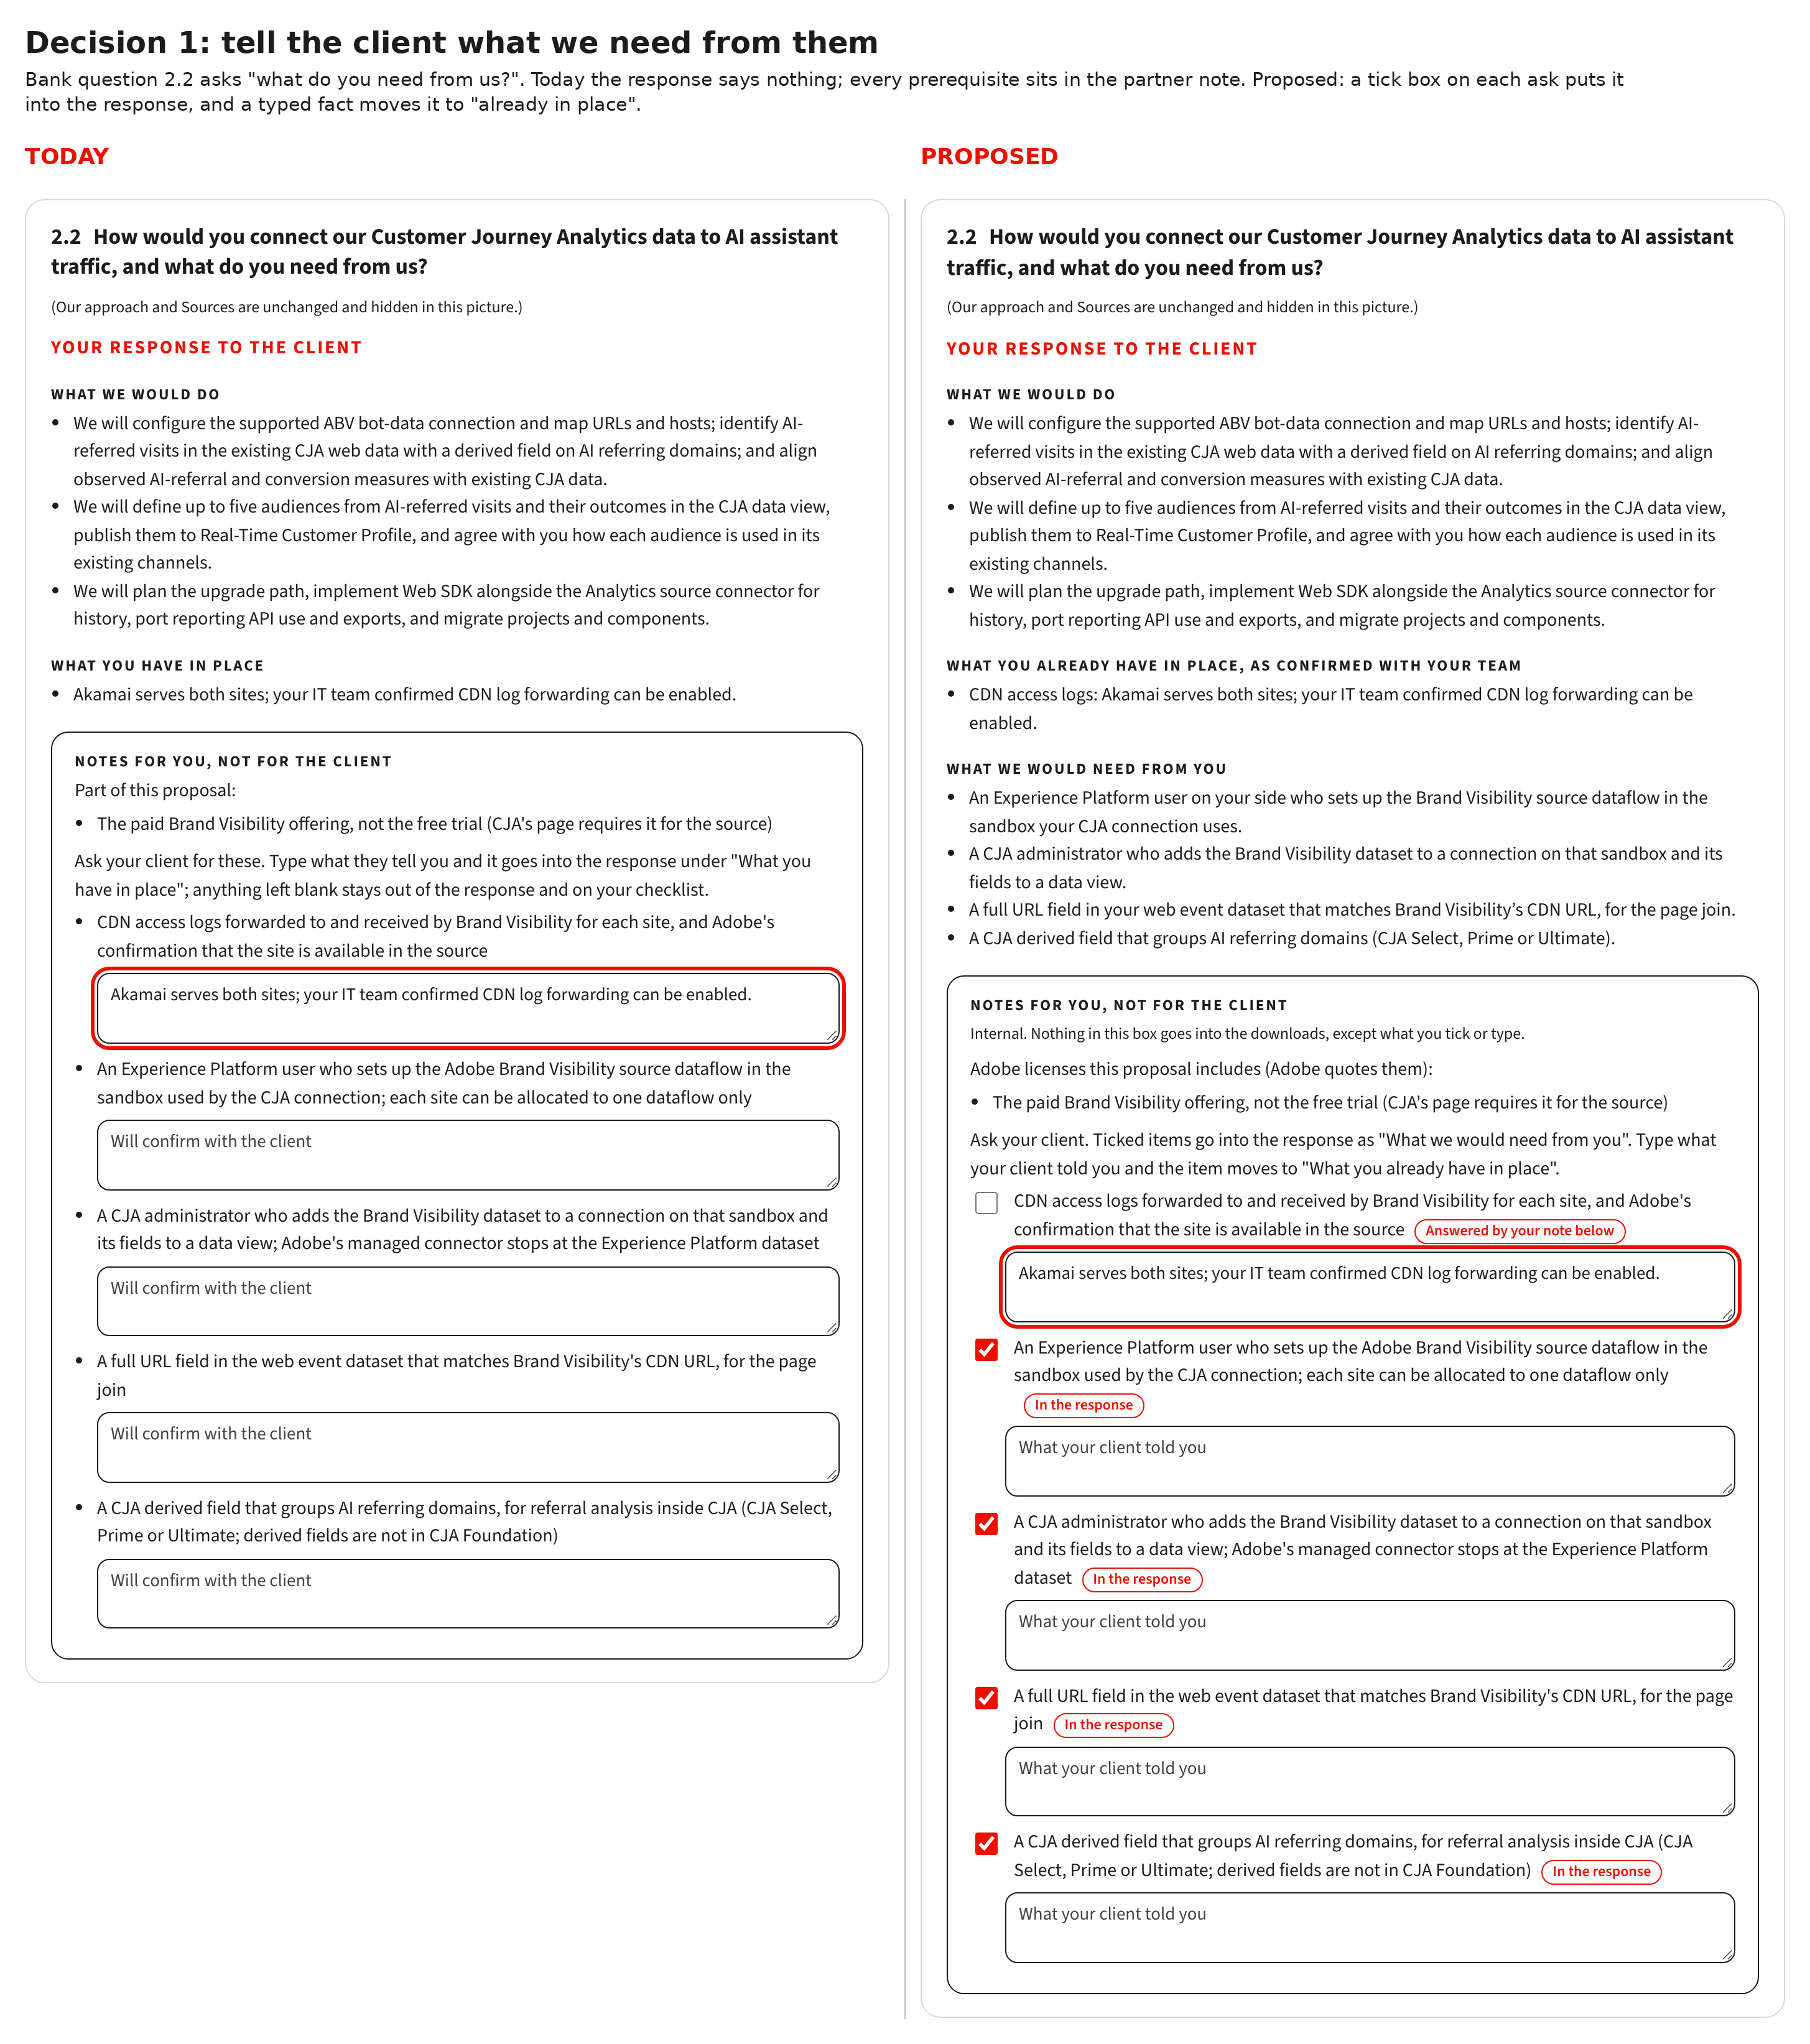 Decision 1: tell the client what we need from them
Bank question 2.2 asks "what do you need from us?". Today the response says nothing; every prerequisite sits in the partner note. Proposed: a tick box on each ask puts it
into the response, and a typed fact moves it to "already in place".
TODAY
2.2 How would you connect our Customer Journey Analytics data to AI assistant
traffic, and what do you need from us?
(Our approach and Sources are unchanged and hidden in this picture.)
YOUR RESPONSE TO THE CLIENT
WHAT WE WOULD DO
• We will configure the supported ABV bot-data connection and map URLs and hosts; identify AI-
referred visits in the existing CJA web data with a derived field on AI referring domains; and align
observed AI-referral and conversion measures with existing CJA data.
• We will define up to five audiences from AI-referred visits and their outcomes in the CJA data view,
publish them to Real-Time Customer Profile, and agree with you how each audience is used in its
existing channels.
• We will plan the upgrade path, implement Web SDK alongside the Analytics source connector for
history, port reporting API use and exports, and migrate projects and components.
WHAT YOU HAVE IN PLACE
• Akamai serves both sites; your IT team confirmed CDN log forwarding can be enabled.
NOTES FOR YOU, NOT FOR THE CLIENT
Part of this proposal:
• The paid Brand Visibility offering, not the free trial (CJA's page requires it for the source)
Ask your client for these. Type what they tell you and it goes into the response under "What you
have in place"; anything left blank stays out of the response and on your checklist.
• CDN access logs forwarded to and received by Brand Visibility for each site, and Adobe's
confirmation that the site is available in the source
Akamai serves both sites; your IT team confirmed CDN log forwarding can be enabled.
• An Experience Platform user who sets up the Adobe Brand Visibility source dataflow in the
sandbox used by the CJA connection; each site can be allocated to one dataflow only
Will confirm with the client
• A CJA administrator who adds the Brand Visibility dataset to a connection on that sandbox and
its fields to a data view; Adobe's managed connector stops at the Experience Platform dataset
Will confirm with the client
• A full URL field in the web event dataset that matches Brand Visibility's CDN URL, for the page
join
Will confirm with the client
• A CJA derived field that groups AI referring domains, for referral analysis inside CJA (CJA Select,
Prime or Ultimate; derived fields are not in CJA Foundation)
Will confirm with the client
PROPOSED
2.2 How would you connect our Customer Journey Analytics data to AI assistant
traffic, and what do you need from us?
(Our approach and Sources are unchanged and hidden in this picture.)
YOUR RESPONSE TO THE CLIENT
WHAT WE WOULD DO
• We will configure the supported ABV bot-data connection and map URLs and hosts; identify AI-
referred visits in the existing CJA web data with a derived field on AI referring domains; and align
observed AI-referral and conversion measures with existing CJA data.
• We will define up to five audiences from AI-referred visits and their outcomes in the CJA data view,
publish them to Real-Time Customer Profile, and agree with you how each audience is used in its
existing channels.
• We will plan the upgrade path, implement Web SDK alongside the Analytics source connector for
history, port reporting API use and exports, and migrate projects and components.
WHAT YOU ALREADY HAVE IN PLACE, AS CONFIRMED WITH YOUR TEAM
• CDN access logs: Akamai serves both sites; your IT team confirmed CDN log forwarding can be
enabled.
WHAT WE WOULD NEED FROM YOU
• An Experience Platform user on your side who sets up the Brand Visibility source dataflow in the
sandbox your CJA connection uses.
• A CJA administrator who adds the Brand Visibility dataset to a connection on that sandbox and its
fields to a data view.
• A full URL field in your web event dataset that matches Brand Visibility’s CDN URL, for the page join.
• A CJA derived field that groups AI referring domains (CJA Select, Prime or Ultimate).
NOTES FOR YOU, NOT FOR THE CLIENT
Internal. Nothing in this box goes into the downloads, except what you tick or type.
Adobe licenses this proposal includes (Adobe quotes them):
• The paid Brand Visibility offering, not the free trial (CJA's page requires it for the source)
Ask your client. Ticked items go into the response as "What we would need from you". Type what
your client told you and the item moves to "What you already have in place".
CDN access logs forwarded to and received by Brand Visibility for each site, and Adobe's
confirmation that the site is available in the source Answered by your note below
Akamai serves both sites; your IT team confirmed CDN log forwarding can be enabled.
An Experience Platform user who sets up the Adobe Brand Visibility source dataflow in the
sandbox used by the CJA connection; each site can be allocated to one dataflow only
In the response
What your client told you
A CJA administrator who adds the Brand Visibility dataset to a connection on that sandbox
and its fields to a data view; Adobe's managed connector stops at the Experience Platform
dataset In the response
What your client told you
A full URL field in the web event dataset that matches Brand Visibility's CDN URL, for the page
join In the response
What your client told you
A CJA derived field that groups AI referring domains, for referral analysis inside CJA (CJA
Select, Prime or Ultimate; derived fields are not in CJA Foundation) In the response
What your client told you